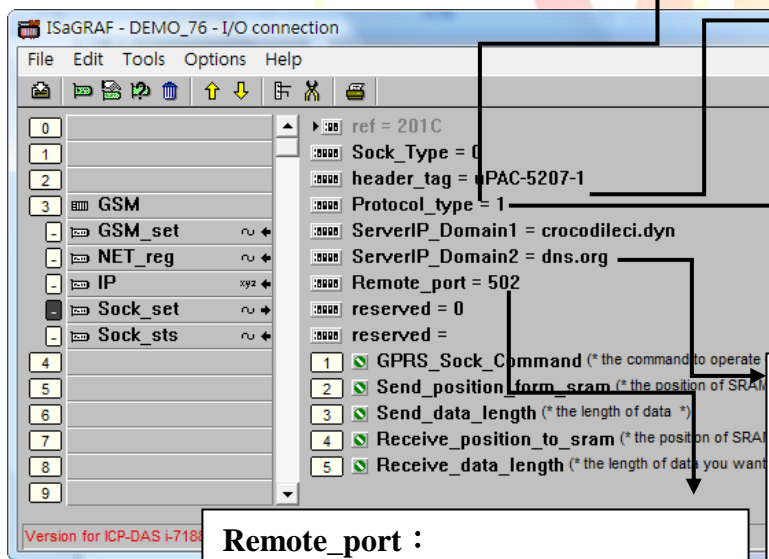 ISaGRAF - DEMO_76 - I/O connection
File Edit Tools Options Help
0
1
2
3 GSM
GSM_set
NET_reg
IP xyz
Sock_set
Sock_sts
4
5
6
7
8
9
ref = 201C
Sock_Type = 0
header_tag = uPAC-5207-1
Protocol_type = 1
ServerIP_Domain1 = crocodileci.dyn
ServerIP_Domain2 = dns.org
Remote_port = 502
reserved = 0
reserved =
1 GPRS_Sock_Command (* the command to operate
2 Send_position_form_sram (* the position of SRAM
3 Send_data_length (* the length of data *)
4 Receive_position_to_sram (* the position of SRAM
5 Receive_data_length (* the length of data you want
Version for ICP-DAS i-7188
Remote_port：